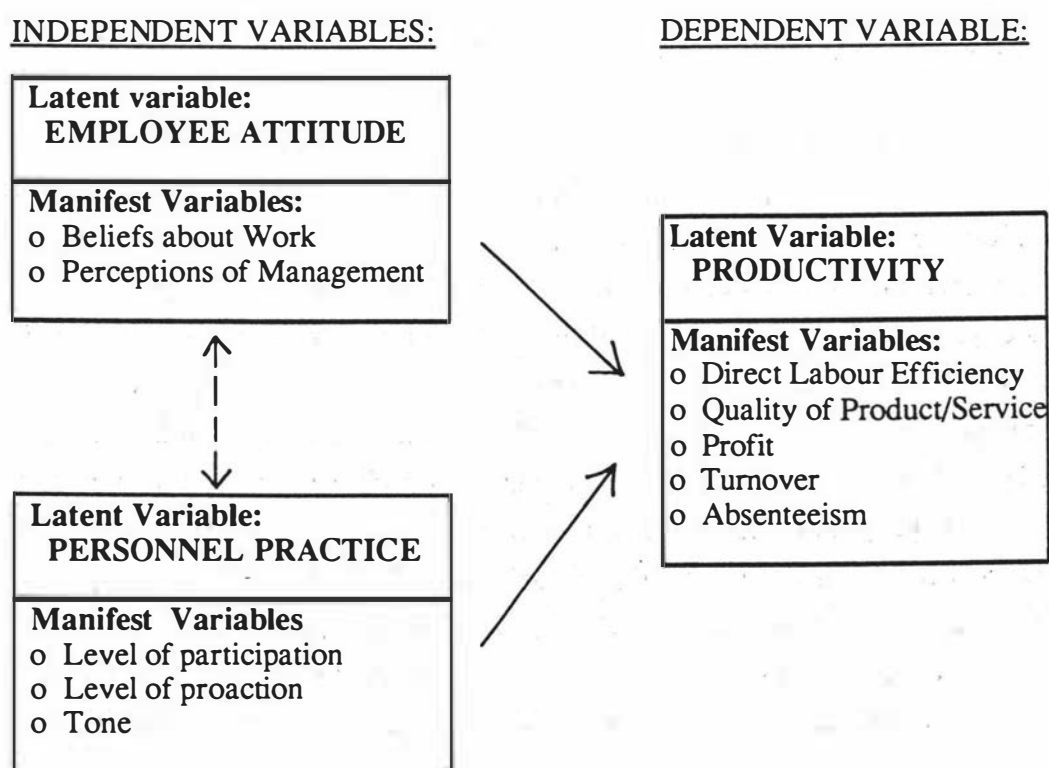 INDEPENDENT VARIABLES:
Latent variable:
EMPLOYEE ATTITUDE
Manifest Variables:
o Beliefs about Work
o Perceptions of Management
Latent Variable:
PERSONNEL PRACTICE
Manifest Variables
o Level of participation
o Level of proaction
o Tone
DEPENDENT VARIABLE:
Latent Variable:
PRODUCTIVITY
Manifest Variables:
o Direct Labour Efficiency
o Quality of Product/Service
o Profit
o Turnover
o Absenteeism